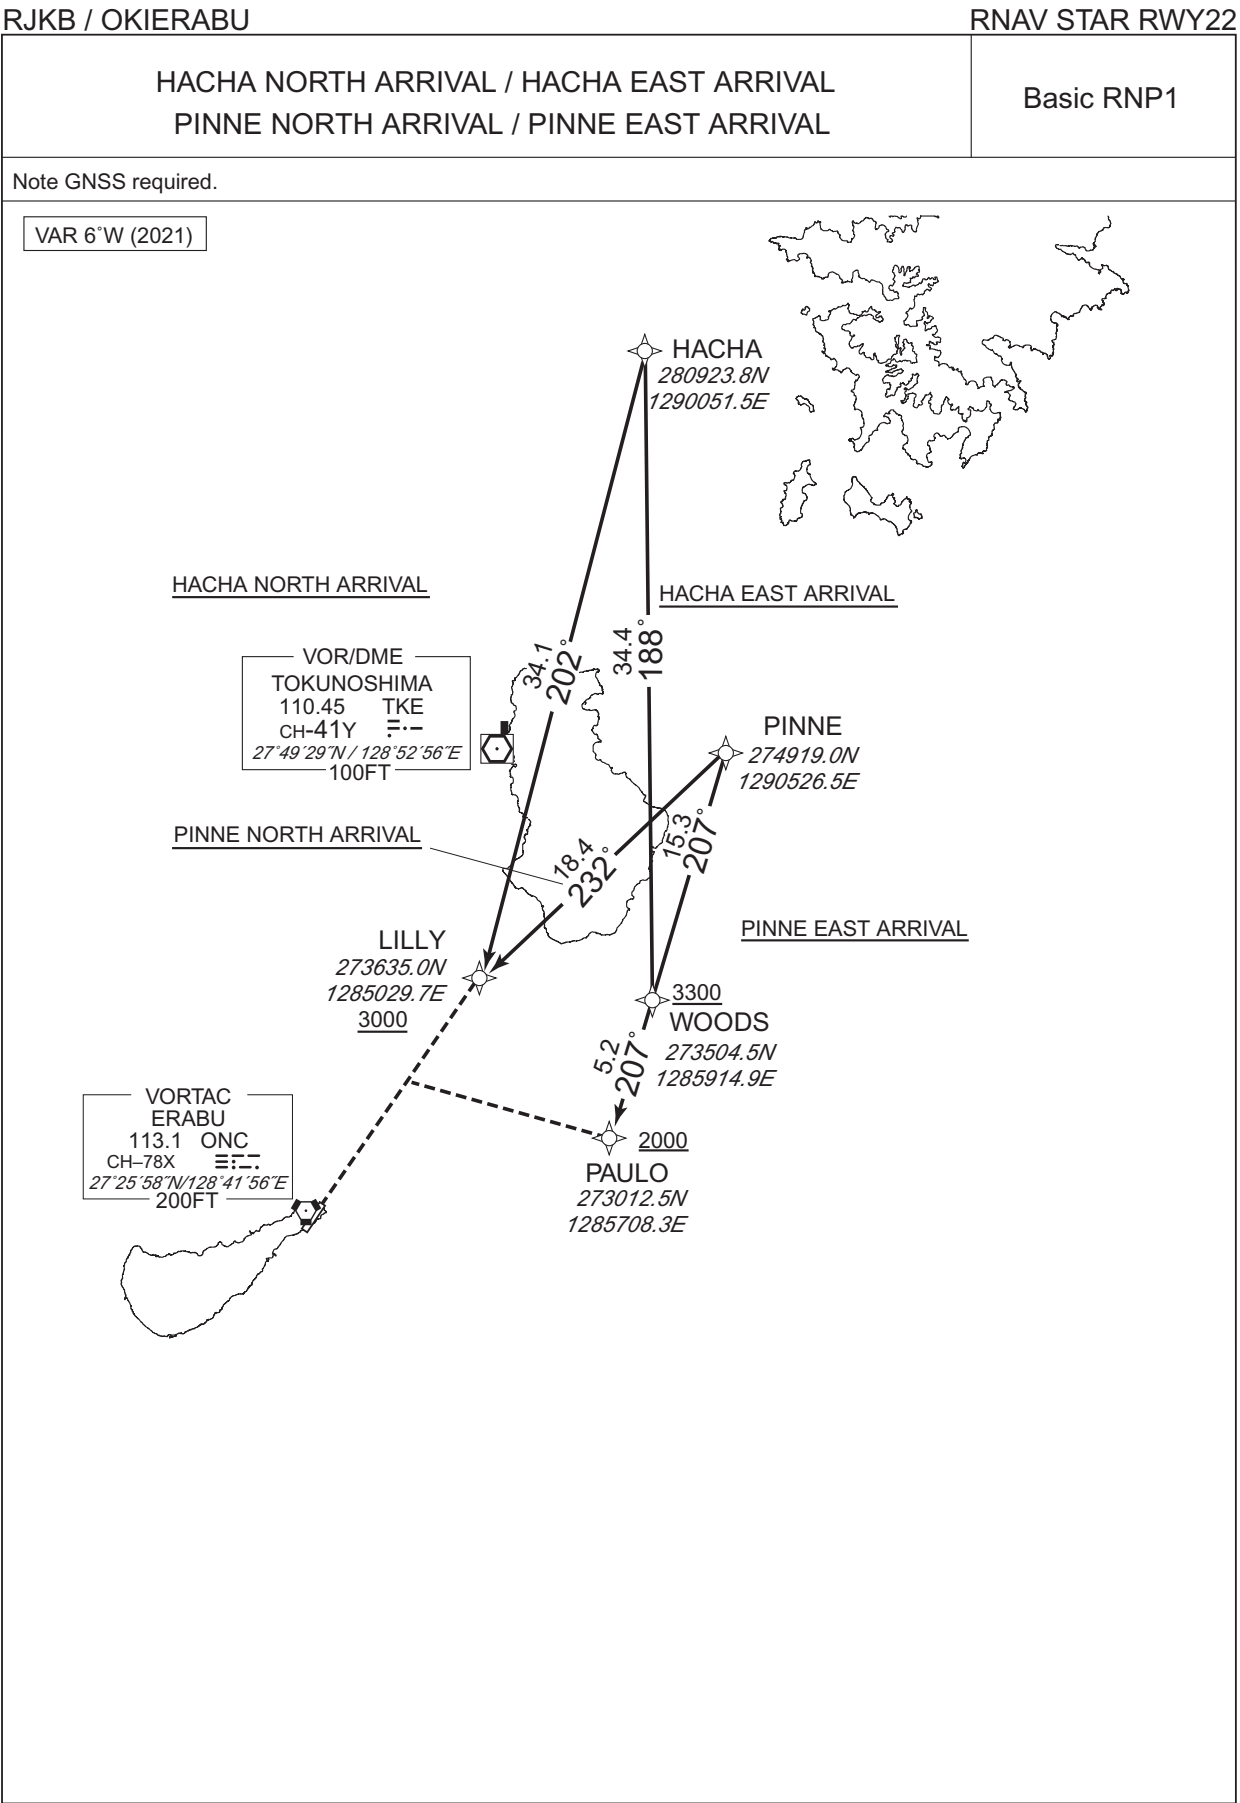 RJKB / OKIERABU
RNAV STAR RWY22
HACHA NORTH ARRIVAL / HACHA EAST ARRIVAL
PINNE NORTH ARRIVAL / PINNE EAST ARRIVAL
Basic RNP1
Note GNSS required.
VAR 6˚W (2021)
HACHA
280923.8N
1290051.5E
HACHA NORTH ARRIVAL
HACHA EAST ARRIVAL
34.1
202˚
34.4
188˚
VOR/DME
TOKUNOSHIMA
110.45 TKE
CH-41Y
27˚49´29˝N / 128˚52´56˝E
100FT
PINNE
274919.0N
1290526.5E
PINNE NORTH ARRIVAL
18.4
232˚
15.3
207˚
PINNE EAST ARRIVAL
LILLY
273635.0N
1285029.7E
3000
3300
WOODS
273504.5N
1285914.9E
5.2
207˚
VORTAC
ERABU
113.1 ONC
CH–78X
27˚25´58˝N/128˚41´56˝E
200FT
2000
PAULO
273012.5N
1285708.3E